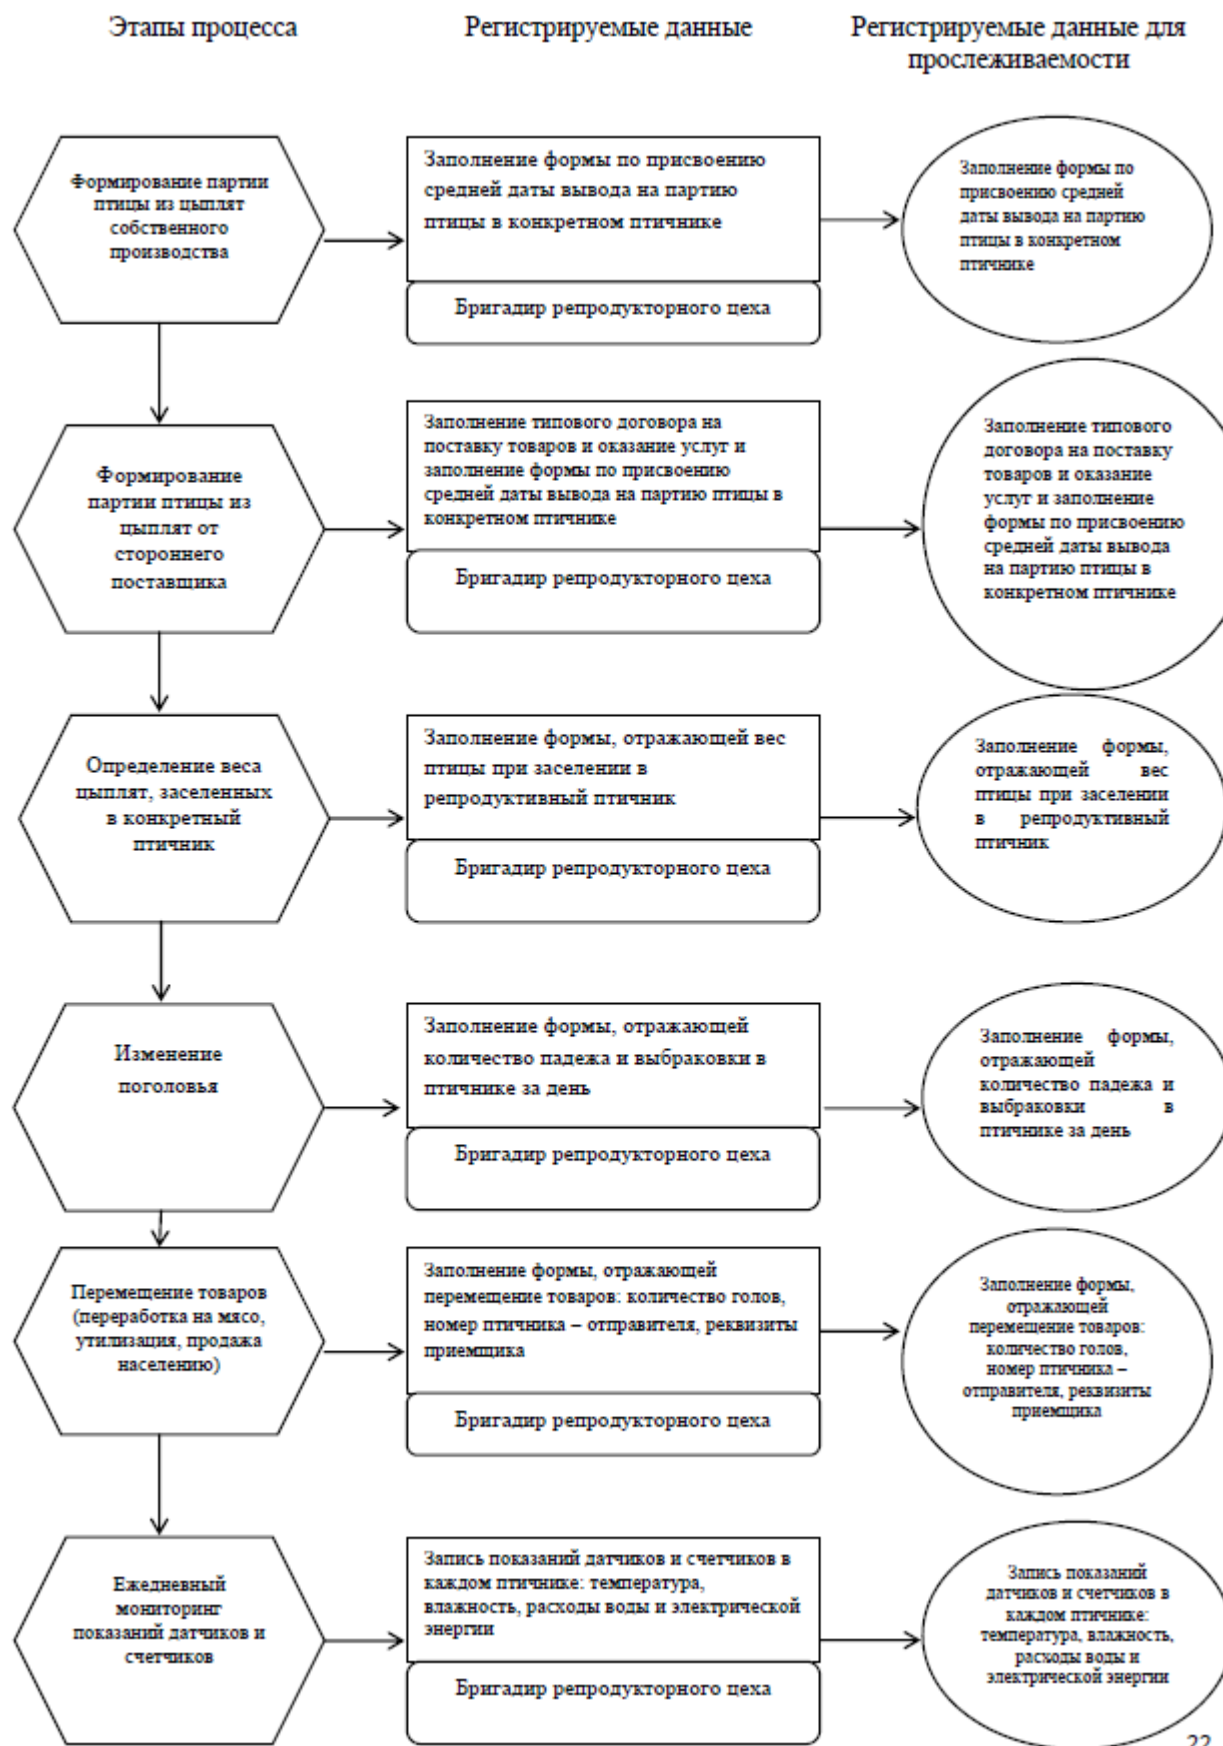 Этапы процесса
Регистрируемые данные
Регистрируемые данные для
прослеживаемости
Формирование партии
птицы из цыплят
собственного
производства
Заполнение формы по присвоению
средней даты вывода на партию
птицы в конкретном птичнике
Бригадир репродукторного цеха
Заполнение формы по
присвоению средней
даты вывода на партию
птицы в конкретном
птичнике
Формирование
партии птицы из
цыплят от
стороннего
поставщика
Заполнение типового договора на
поставку товаров и оказание услуг и
заполнение формы по присвоению
средней даты вывода на партию птицы в
конкретном птичнике
Бригадир репродукторного цеха
Заполнение типового
договора на поставку
товаров и оказание
услуг и заполнение
формы по присвоению
средней даты вывода
на партию птицы в
конкретном птичнике
Определение веса
цыплят, заселенных
в конкретный
птичник
Заполнение формы, отражающей вес
птицы при заселении в
репродуктивный птичник
Бригадир репродукторного цеха
Заполнение формы,
отражающей вес
птицы при заселении
в репродуктивный
птичник
Изменение
поголовья
Заполнение формы, отражающей
количество падежа и выбраковки в
птичнике за день
Бригадир репродукторного цеха
Заполнение формы,
отражающей
количество падежа и
выбраковки в
птичнике за день
Перемещение товаров
(переработка на мясо,
утилизация, продажа
населению)
Заполнение формы, отражающей
перемещение товаров: количество голов,
номер птичника – отправителя, реквизиты
приемщика
Бригадир репродукторного цеха
Заполнение формы,
отражающей
перемещение товаров:
количество голов,
номер птичника –
отправителя, реквизиты
приемщика
Ежедневный
мониторинг
показаний датчиков и
счетчиков
Запись показаний датчиков и счетчиков в
каждом птичнике: температура,
влажность, расходы воды и электрической
энергии
Бригадир репродукторного цеха
Запись показаний
датчиков и счетчиков в
каждом птичнике:
температура, влажность,
расходы воды и
электрической энергии
22